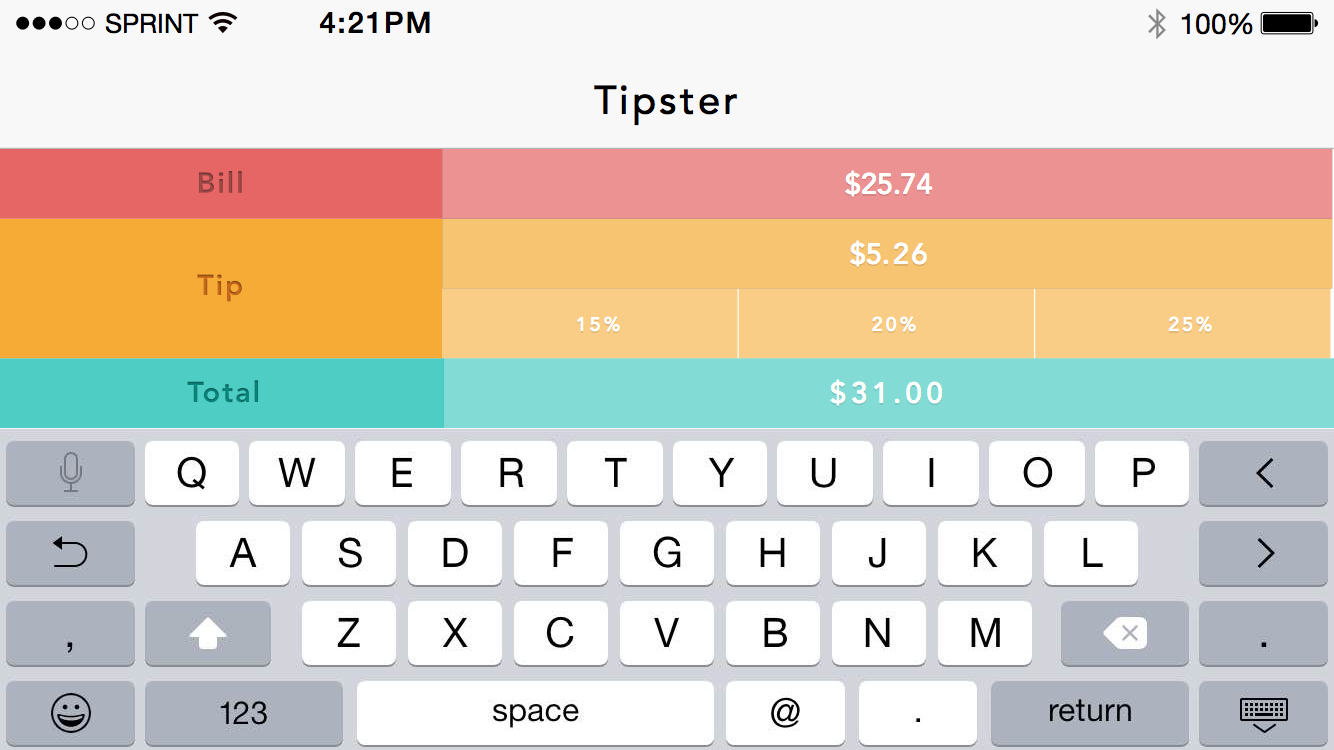 SPRINT 4:21PM 100%
Tipster
Bill $25.74
Tip $5.26
15% 20% 25%
Total $31.00
Q W E R T Y U I O P <
A S D F G H J K L >
, Z X C V B N M .
123 space @ . return